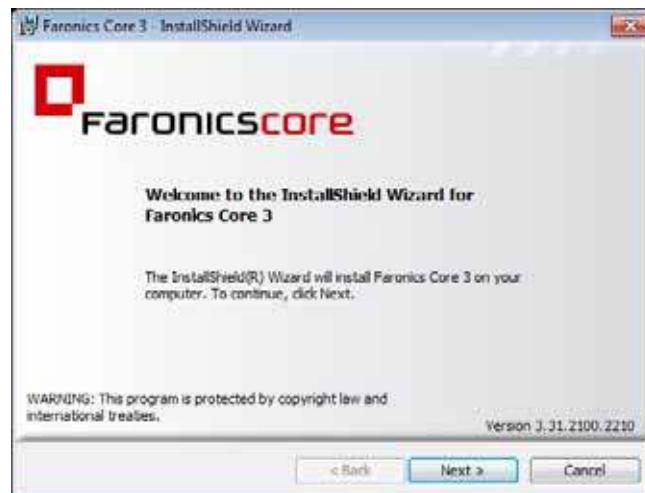 Faronics Core 3 - InstallShield Wizard
Faronicscore
Welcome to the InstallShield Wizard for
Faronics Core 3
The InstallShield(R) Wizard will install Faronics Core 3 on your
computer. To continue, click Next.
WARNING: This program is protected by copyright law and
international treaties.
Version 3.31.2100.2210
< Back
Next >
Cancel